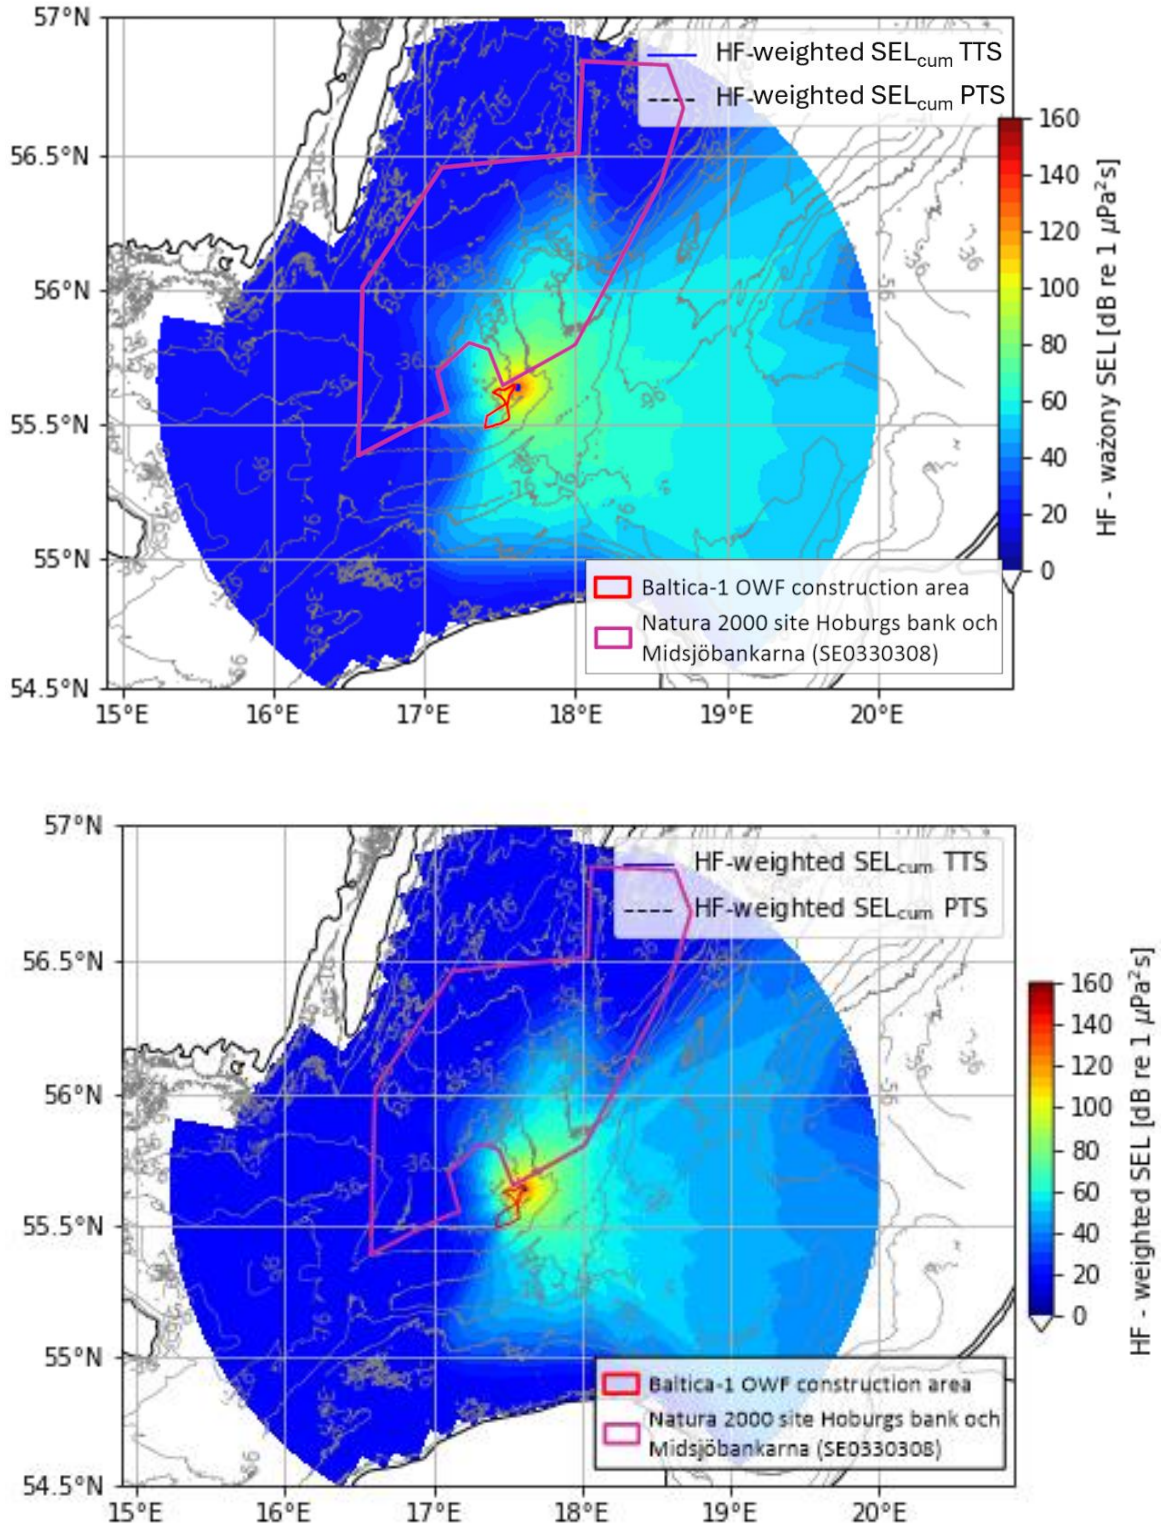 57°N
HF-weighted SELcum TTS
HF-weighted SELcum PTS
56.5°N
56°N
55.5°N
55°N
54.5°N
15°E 16°E 17°E 18°E 19°E 20°E
160
140
120
100
80
60
40
20
0
HF - ważony SEL [dB re 1 μPa²s]
Baltica-1 OWF construction area
Natura 2000 site Hoburgs bank och
Midsjöbankarna (SE0330308)
57°N
HF-weighted SELcum TTS
HF-weighted SELcum PTS
56.5°N
56°N
55.5°N
55°N
54.5°N
15°E 16°E 17°E 18°E 19°E 20°E
160
140
120
100
80
60
40
20
0
HF - weighted SEL [dB re 1 μPa²s]
Baltica-1 OWF construction area
Natura 2000 site Hoburgs bank och
Midsjöbankarna (SE0330308)